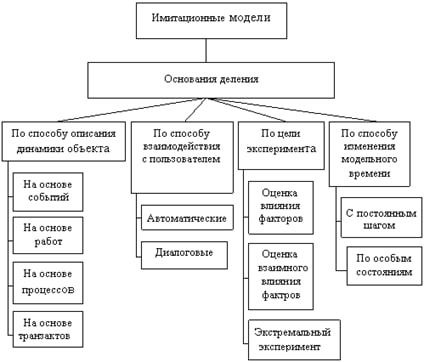 Имитационные модели
Основания деления
По способу описания
динамики объекта
На основе
событий
На основе
работ
На основе
процессов
На основе
транзактов
По способу
взаимодействия
с пользователем
Автоматические
Диалоговые
По цели
эксперимента
Оценка
влияния
факторов
Оценка
взаимного
влияния
фактров
Экстремальный
эксперимент
По способу
изменения
модельного
времени
С постоянным
шагом
По особым
состояниям